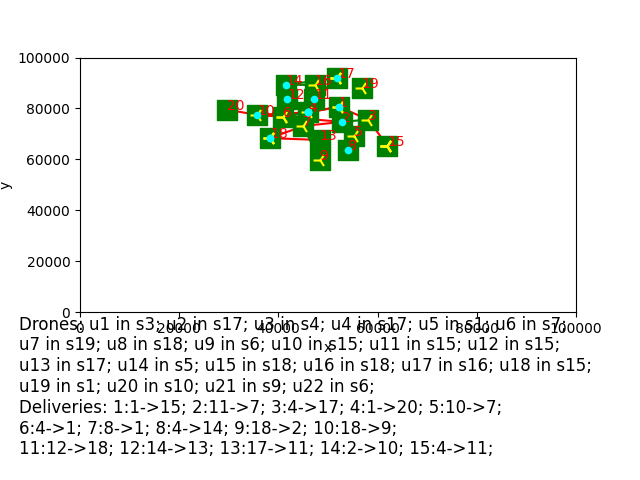 100000
80000
60000
40000
20000
0
y
17
19
20
15
0 20000 40000 60000 80000 100000
x
Drones: u1 in s3; u2 in s17; u3 in s4; u4 in s17; u5 in s1; u6 in s7;
u7 in s19; u8 in s18; u9 in s6; u10 in s15; u11 in s15; u12 in s15;
u13 in s17; u14 in s5; u15 in s18; u16 in s18; u17 in s16; u18 in s15;
u19 in s1; u20 in s10; u21 in s9; u22 in s6;
Deliveries: 1:1->15; 2:11->7; 3:4->17; 4:1->20; 5:10->7;
6:4->1; 7:8->1; 8:4->14; 9:18->2; 10:18->9;
11:12->18; 12:14->13; 13:17->11; 14:2->10; 15:4->11;